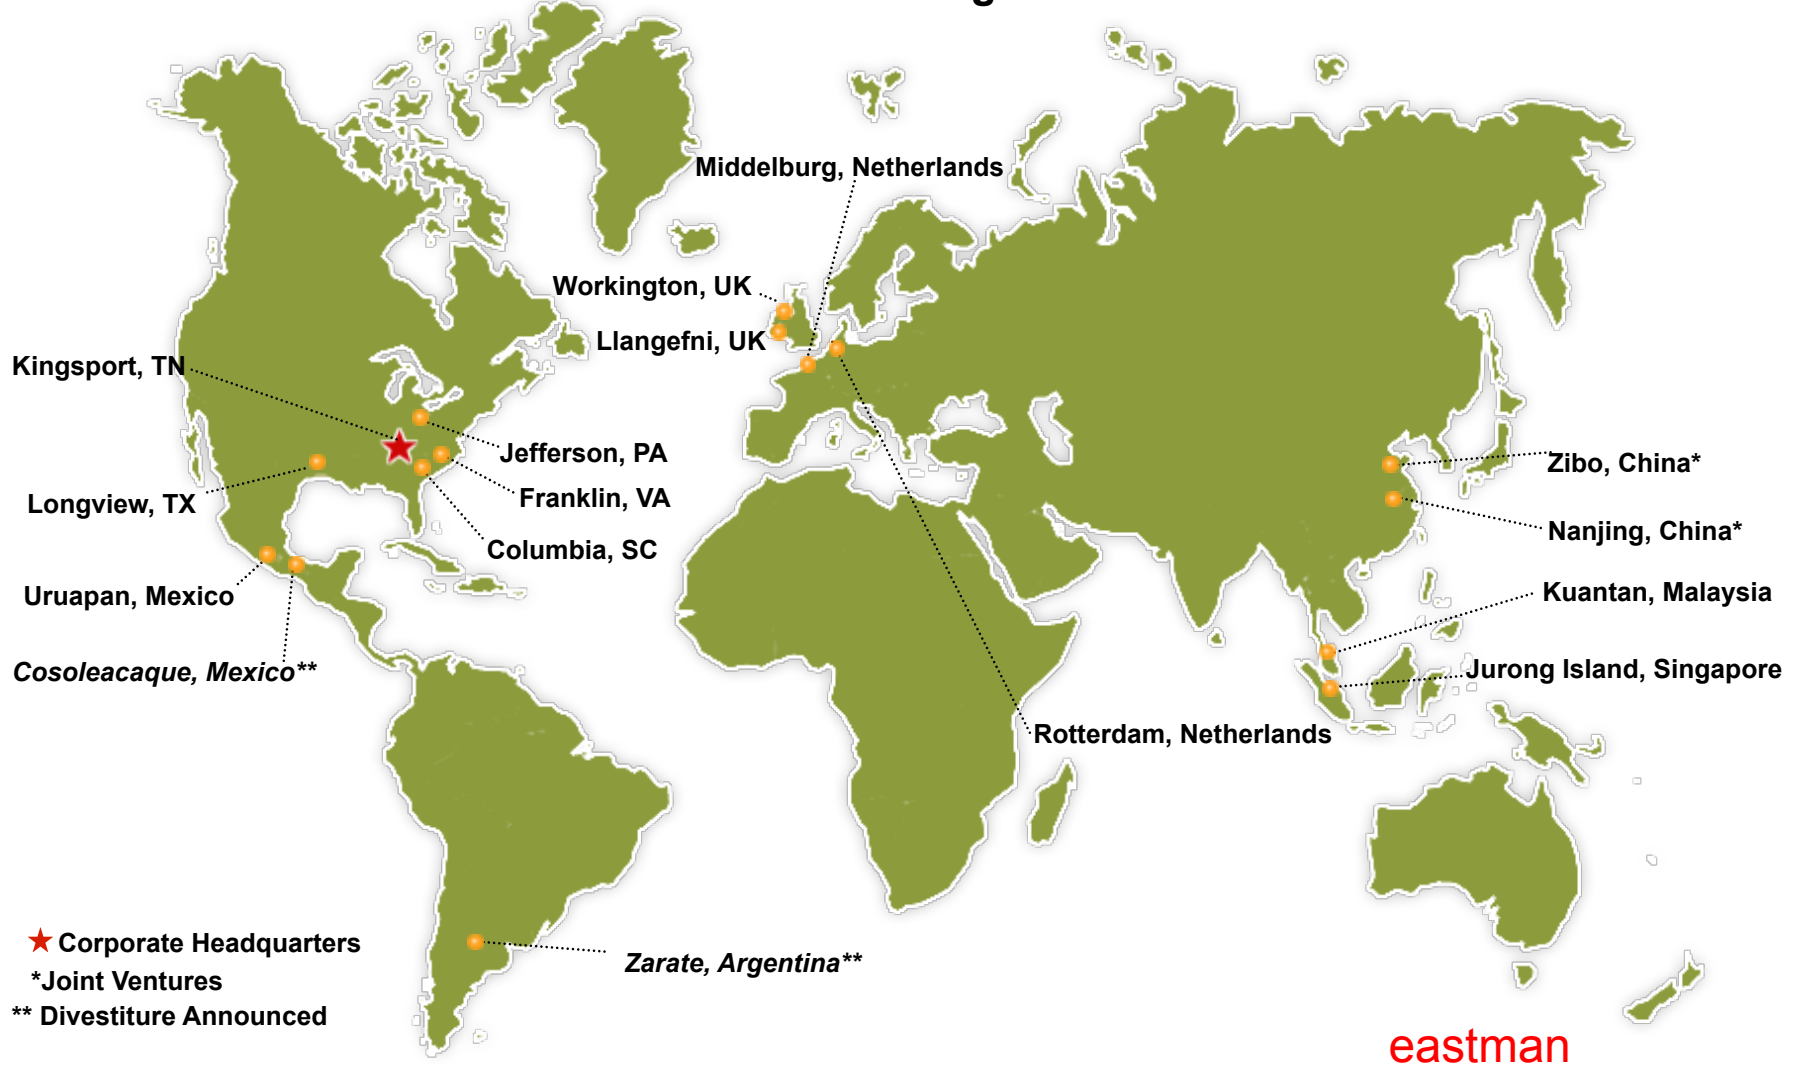 Middelburg, Netherlands
Workington, UK
Llangefni, UK
Kingsport, TN
Jefferson, PA
Zibo, China*
Longview, TX
Franklin, VA
Nanjing, China*
Columbia, SC
Uruapan, Mexico
Kuantan, Malaysia
Cosoleacaque, Mexico**
Jurong Island, Singapore
Rotterdam, Netherlands
Corporate Headquarters
*Joint Ventures
** Divestiture Announced
Zarate, Argentina**
eastman